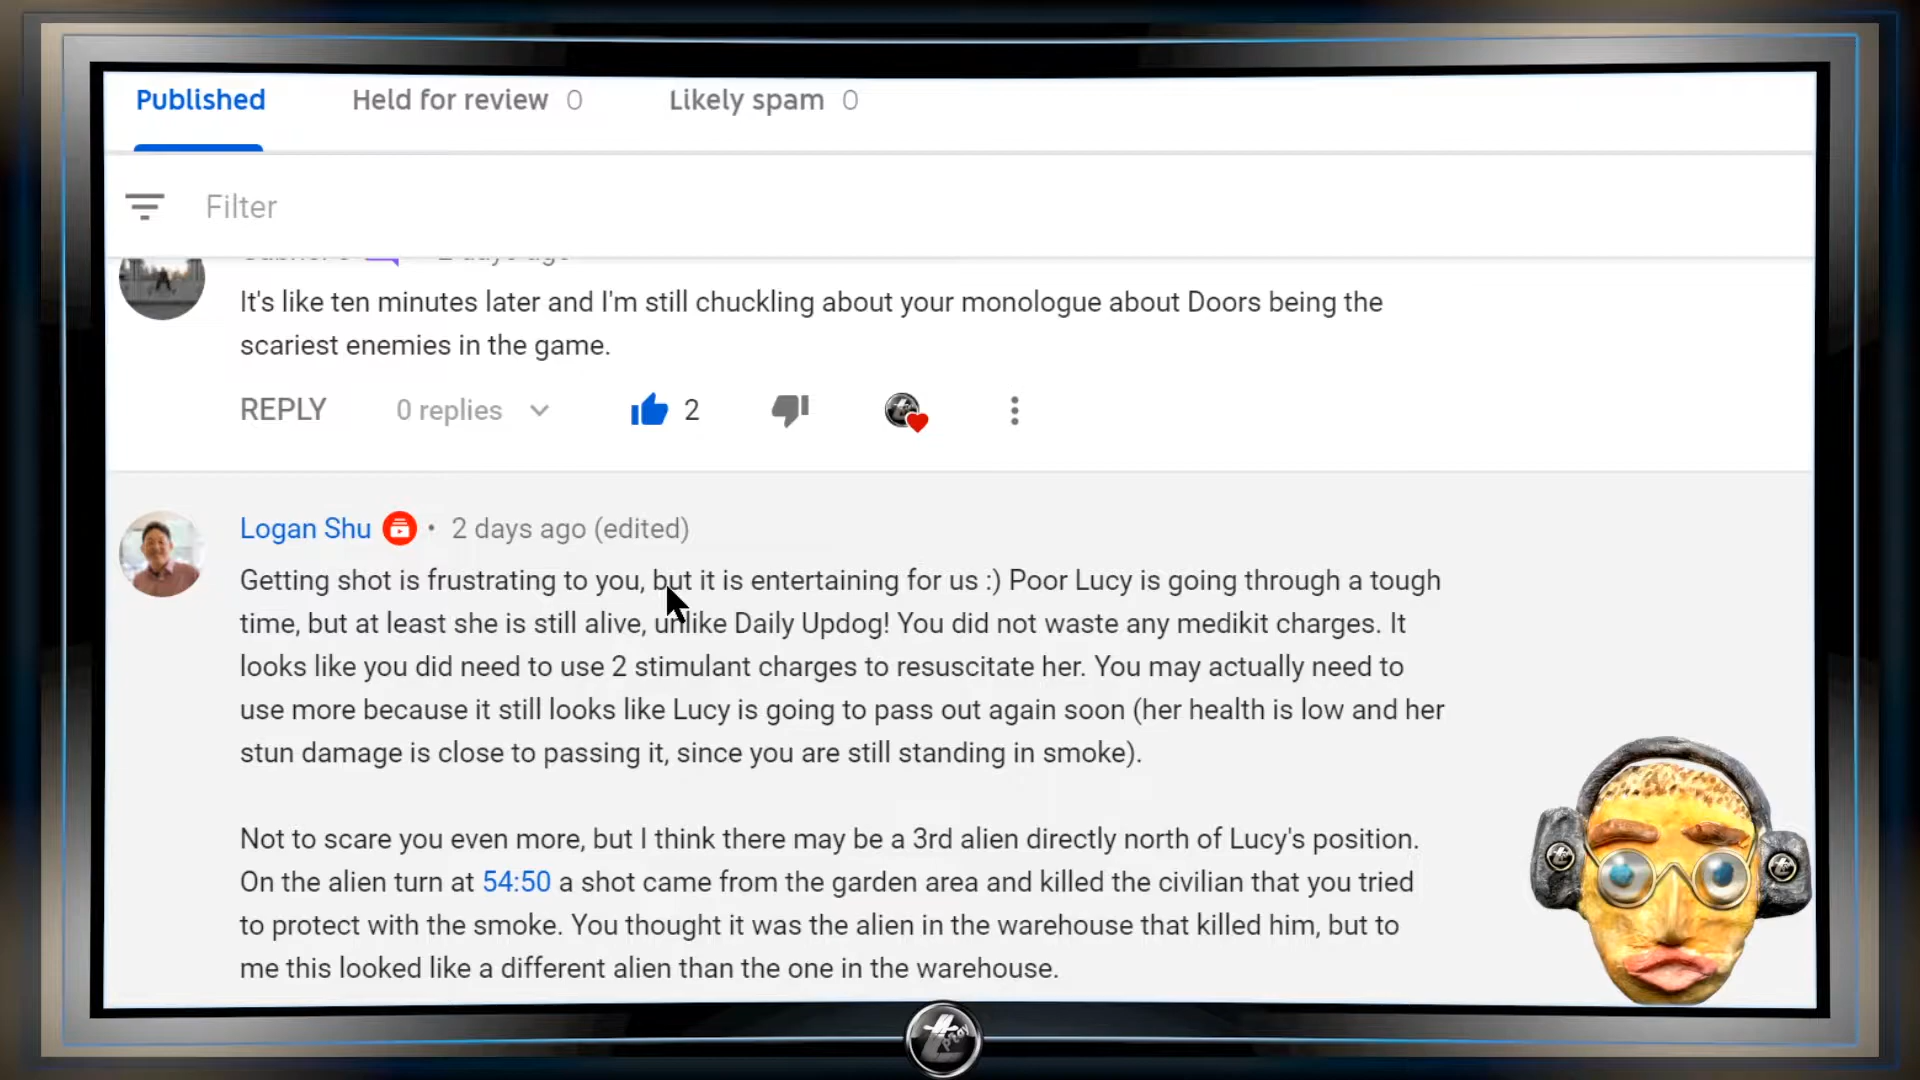 Published Held for review 0 Likely spam 0
Filter
2 days ago
It's like ten minutes later and I'm still chuckling about your monologue about Doors being the
scariest enemies in the game.
REPLY 0 replies 2
Logan Shu • 2 days ago (edited)
Getting shot is frustrating to you, but it is entertaining for us :) Poor Lucy is going through a tough
time, but at least she is still alive, unlike Daily Updog! You did not waste any medikit charges. It
looks like you did need to use 2 stimulant charges to resuscitate her. You may actually need to
use more because it still looks like Lucy is going to pass out again soon (her health is low and her
stun damage is close to passing it, since you are still standing in smoke).
Not to scare you even more, but I think there may be a 3rd alien directly north of Lucy's position.
On the alien turn at 54:50 a shot came from the garden area and killed the civilian that you tried
to protect with the smoke. You thought it was the alien in the warehouse that killed him, but to
me this looked like a different alien than the one in the warehouse.